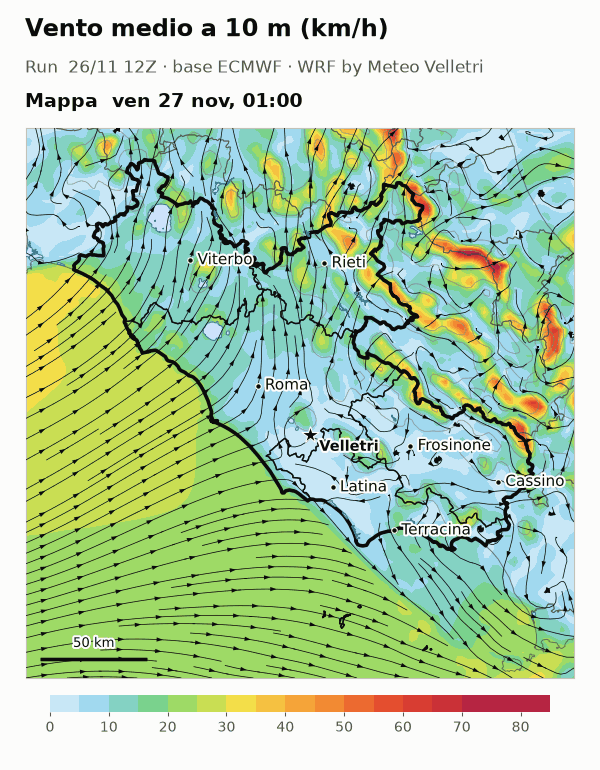 Vento medio a 10 m (km/h)
Run 26/11 12Z · base ECMWF · WRF by Meteo Velletri
Mappa ven 27 nov, 01:00
Viterbo
Rieti
Roma
Velletri
Frosinone
Latina
Cassino
Terracina
50 km
0 10 20 30 40 50 60 70 80